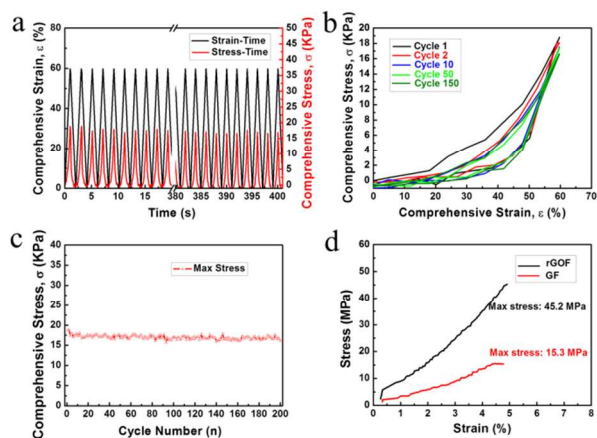 a
Comprehensive Strain, ε (%)
80
60
40
20
0
Strain-Time
Stress-Time
50
45
40
35
30
25
20
15
10
5
0
Comprehensive Stress, σ (KPa)
0 5 10 15 20 25 380 385 390 395 400
Time (s)
b
Comprehensive Stress, σ (KPa)
20
18
16
14
12
10
8
6
4
2
0
Cycle 1
Cycle 2
Cycle 10
Cycle 50
Cycle 150
0 10 20 30 40 50 60 70
Comprehensive Strain, ε (%)
c
Comprehensive Stress, σ (KPa)
40
35
30
25
20
15
10
5
0
Max Stress
0 20 40 60 80 100 120 140 160 180 200
Cycle Number (n)
d
Stress (MPa)
60
50
40
30
20
10
0
rGOF
GF
Max stress: 45.2 MPa
Max stress: 15.3 MPa
0 1 2 3 4 5 6 7 8
Strain (%)